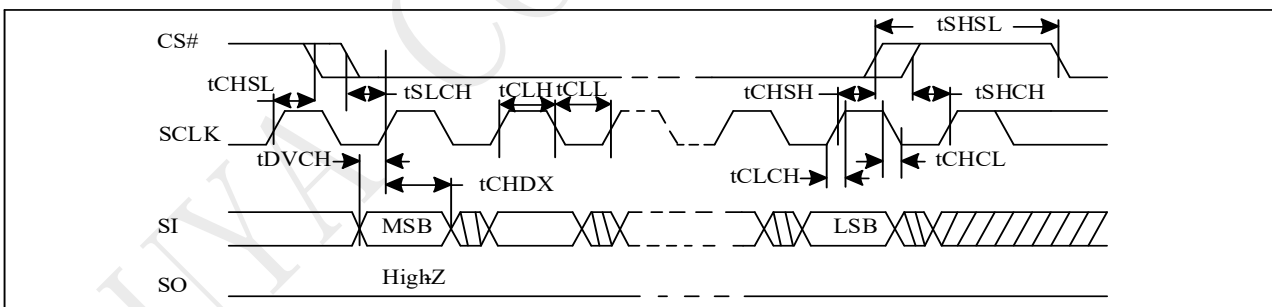 tSHSL
CS#
tCHSL
tSLCH
tCLH
tCLL
tCHSH
tSHCH
SCLK
tDVCH
tCHDX
tCLCH
tCHCL
SI
MSB
LSB
SO
High-Z